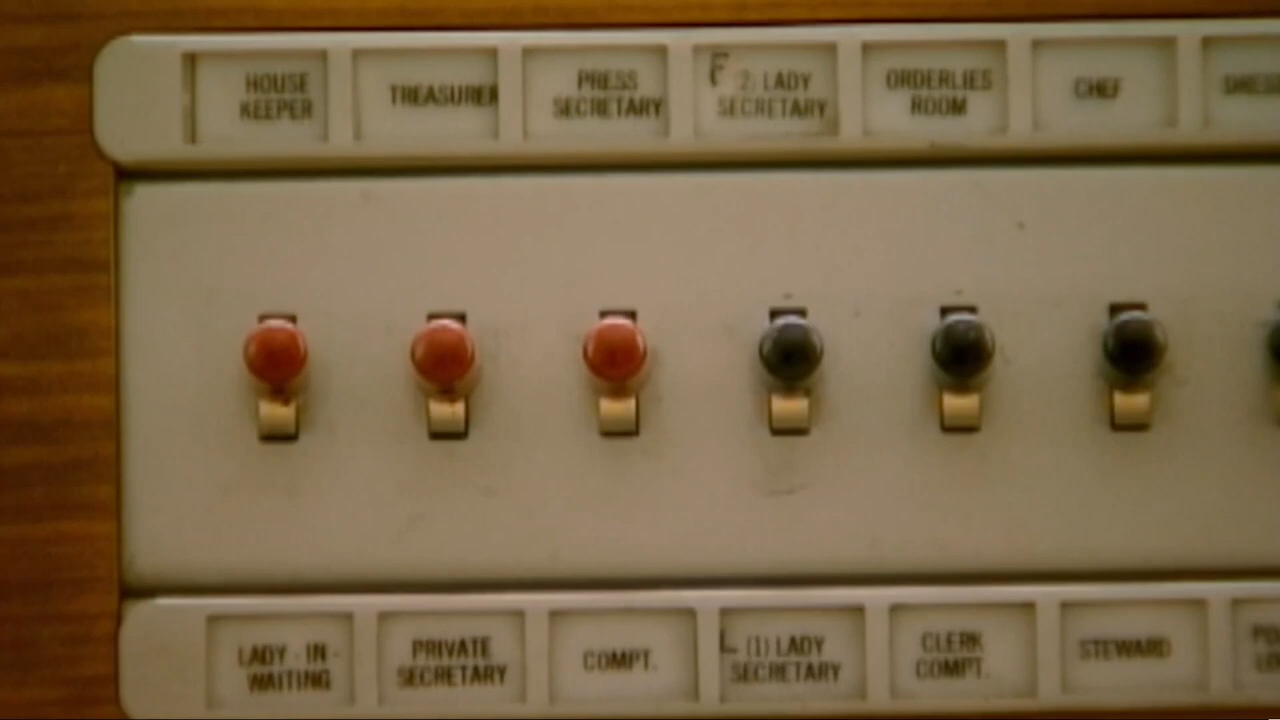 HOUSE
KEEPER
TREASURER
PRESS
SECRETARY
F (2) LADY
SECRETARY
ORDERLIES
ROOM
CHEF
LADY - IN -
WAITING
PRIVATE
SECRETARY
COMPT.
L (1) LADY
SECRETARY
CLERK
COMPT.
STEWARD